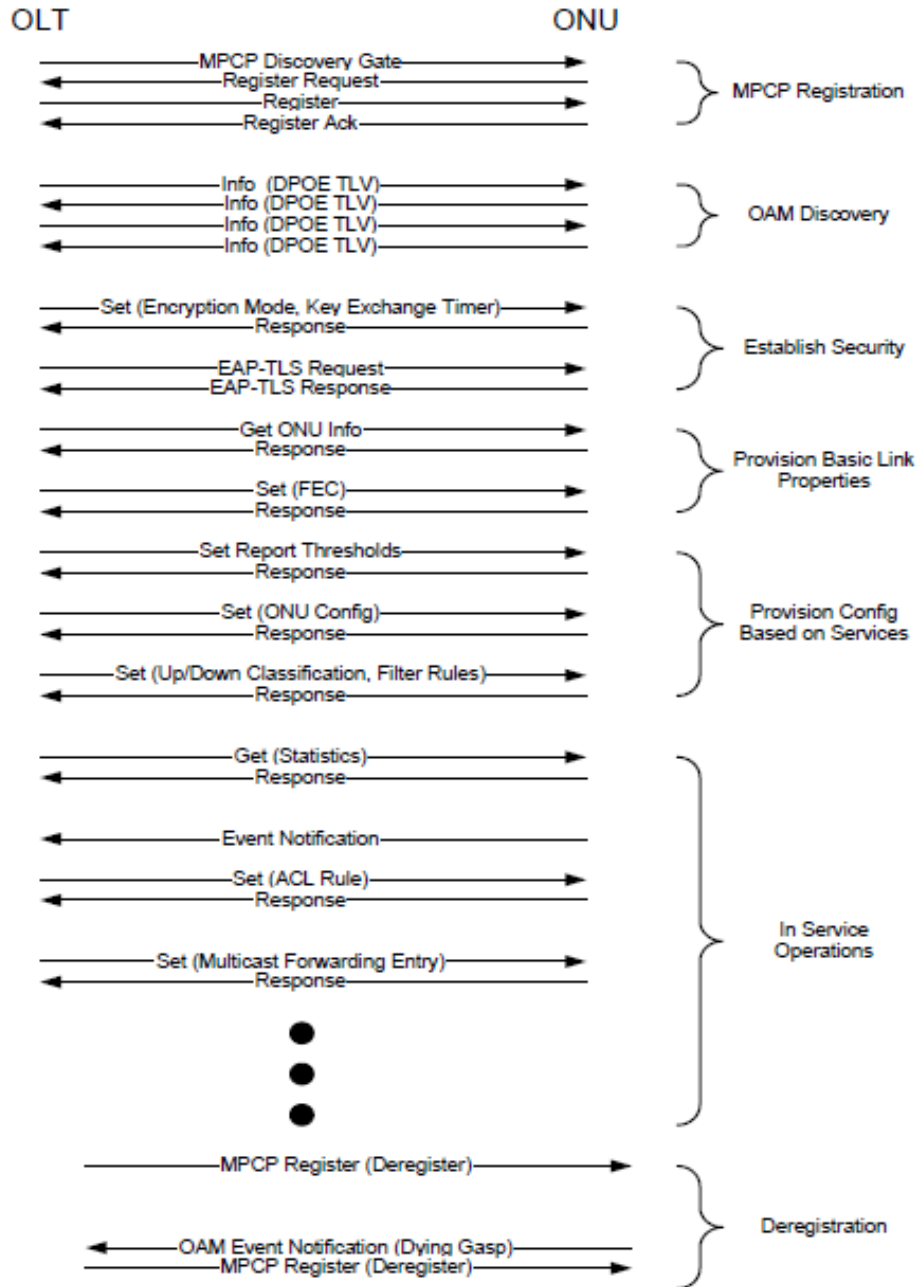 OLT
ONU
MPCP Discovery Gate
Register Request
Register
Register Ack
MPCP Registration
Info (DPOE TLV)
Info (DPOE TLV)
Info (DPOE TLV)
Info (DPOE TLV)
OAM Discovery
Set (Encryption Mode, Key Exchange Timer)
Response
EAP-TLS Request
EAP-TLS Response
Establish Security
Get ONU Info
Response
Set (FEC)
Response
Provision Basic Link
Properties
Set Report Thresholds
Response
Set (ONU Config)
Response
Set (Up/Down Classification, Filter Rules)
Response
Provision Config
Based on Services
Get (Statistics)
Response
Event Notification
Set (ACL Rule)
Response
Set (Multicast Forwarding Entry)
Response
In Service
Operations
MPCP Register (Deregister)
OAM Event Notification (Dying Gasp)
MPCP Register (Deregister)
Deregistration